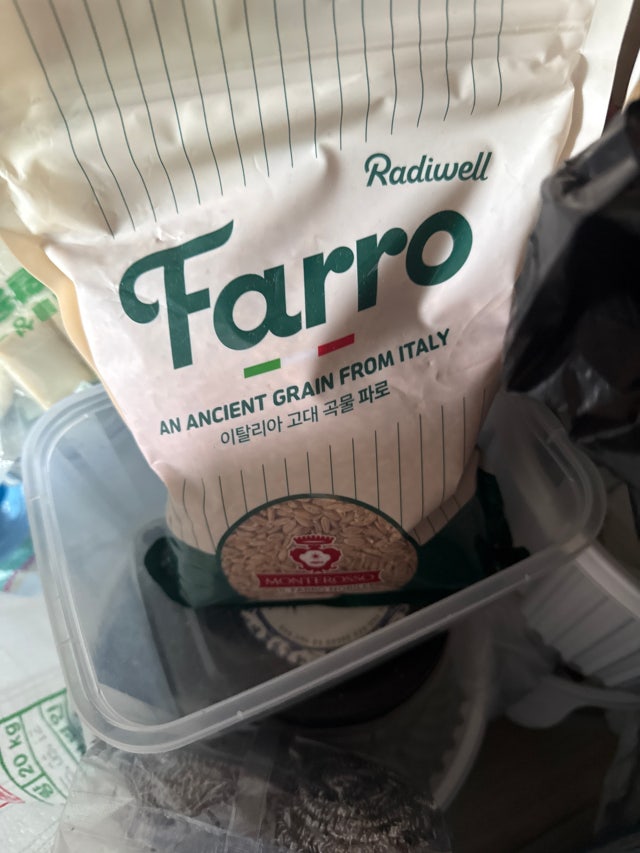 Radiwell
Farro
AN ANCIENT GRAIN FROM ITALY
이탈리아 고대 곡물 파로
MONTEROSSO
20 Kg